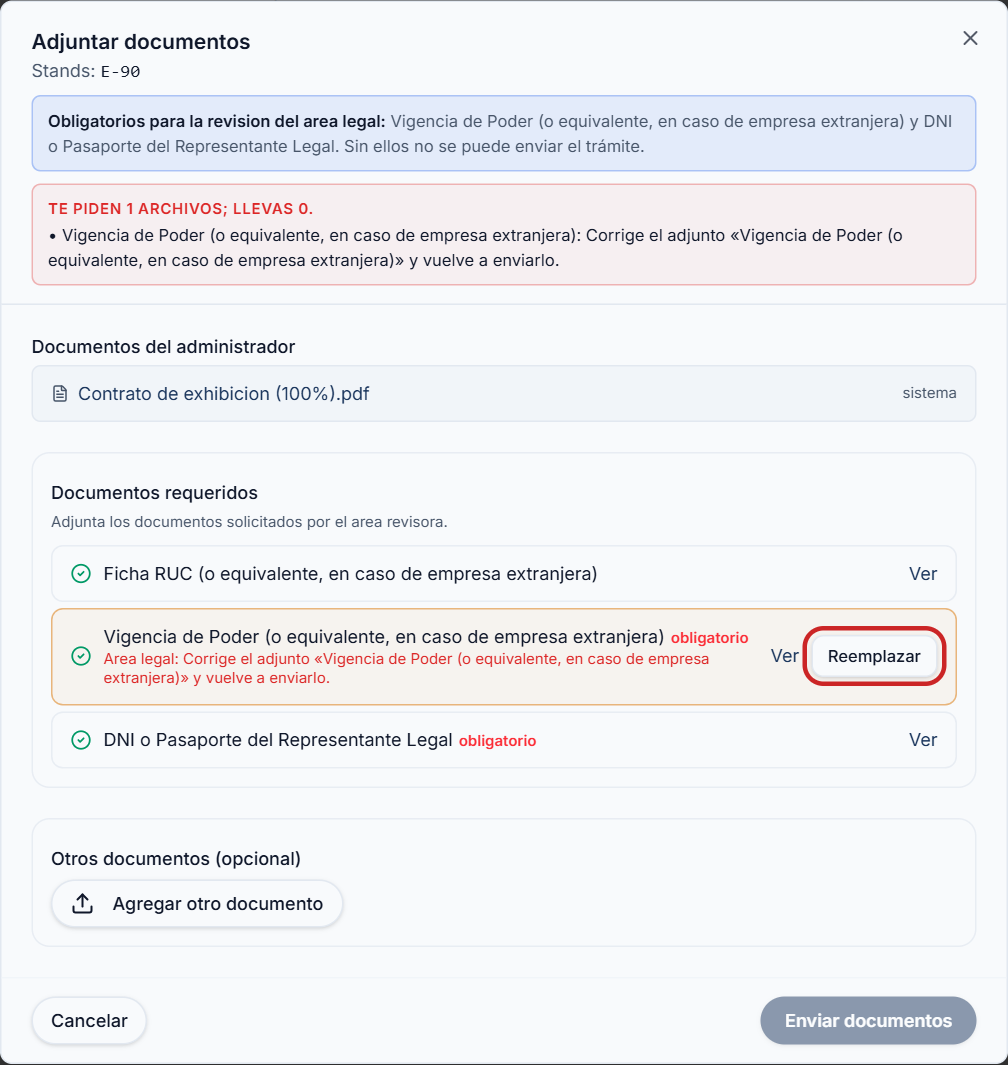 Adjuntar documentos
Stands: E-90
Obligatorios para la revision del area legal: Vigencia de Poder (o equivalente, en caso de empresa extranjera) y DNI
o Pasaporte del Representante Legal. Sin ellos no se puede enviar el trámite.
TE PIDEN 1 ARCHIVOS; LLEVAS 0.
• Vigencia de Poder (o equivalente, en caso de empresa extranjera): Corrige el adjunto «Vigencia de Poder (o
equivalente, en caso de empresa extranjera)» y vuelve a enviarlo.
Documentos del administrador
Contrato de exhibicion (100%).pdf sistema
Documentos requeridos
Adjunta los documentos solicitados por el area revisora.
Ficha RUC (o equivalente, en caso de empresa extranjera) Ver
Vigencia de Poder (o equivalente, en caso de empresa extranjera) obligatorio
Area legal: Corrige el adjunto «Vigencia de Poder (o equivalente, en caso de empresa
extranjera)» y vuelve a enviarlo.
Ver Reemplazar
DNI o Pasaporte del Representante Legal obligatorio Ver
Otros documentos (opcional)
Agregar otro documento
Cancelar Enviar documentos